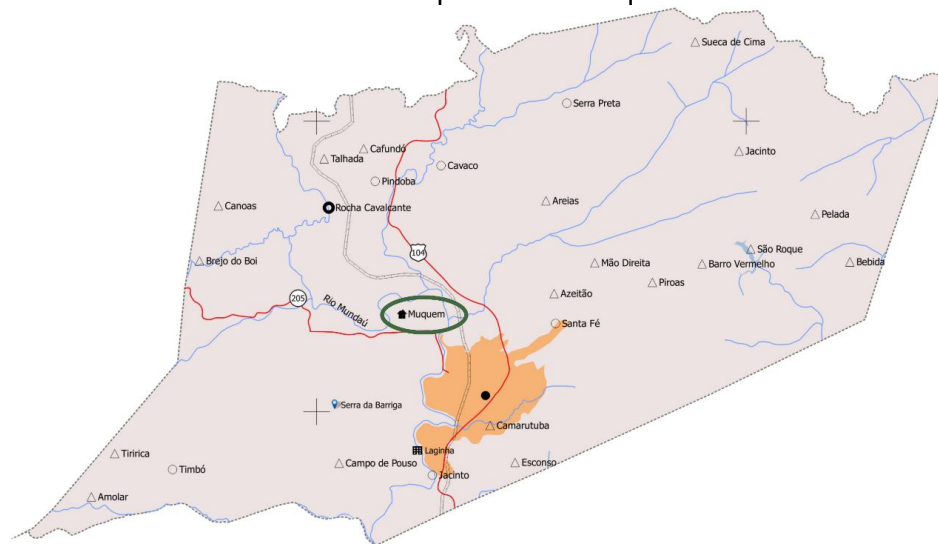 Sueca de Cima
Serra Preta
Cafundó
Talhada
Jacinto
Cavaco
Pindoba
Areias
Canoas
Rocha Cavalcante
Pelada
104
São Roque
Brejo do Boi
Mão Direita
Barro Vermelho
Bebida
Piroas
205
Azeitão
Rio Mundaú
Muquem
Santa Fé
Serra da Barriga
Camarutuba
Laginha
Tiririca
Timbó
Campo de Pouso
Esconso
Jacinto
Amolar